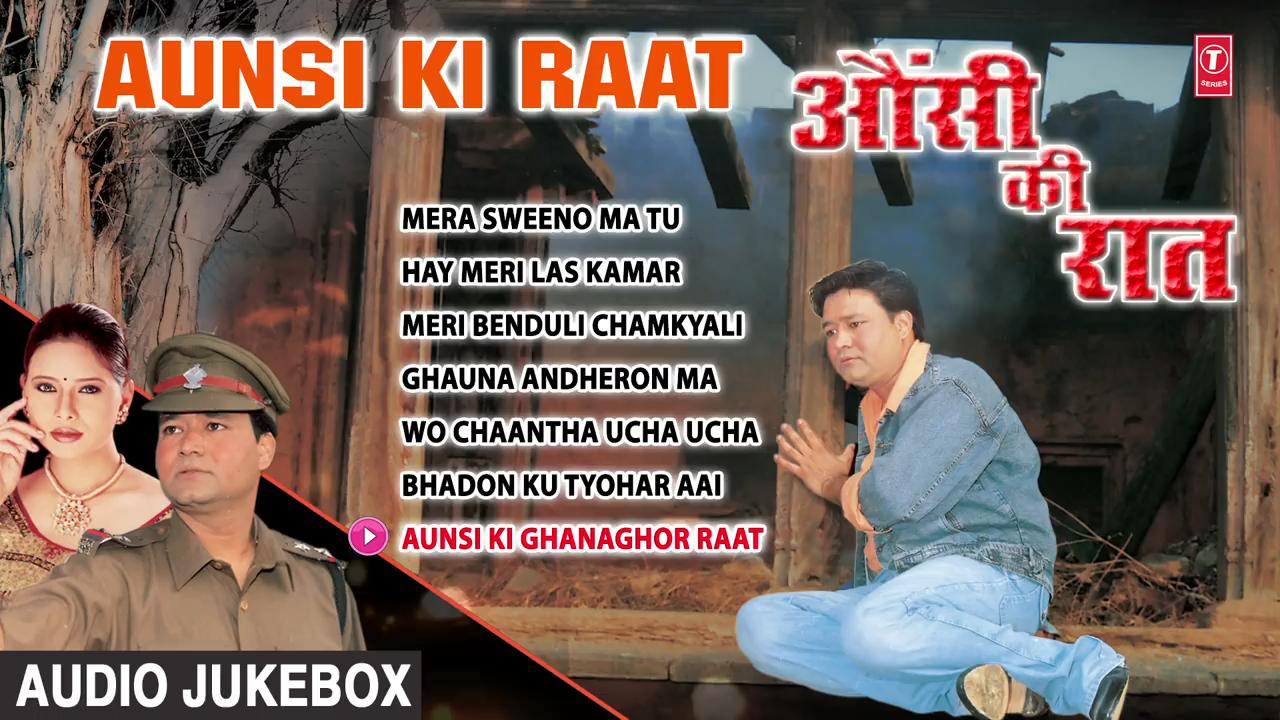 AUNSI KI RAAT
औंसी
की
रात
T
SERIES
MERA SWEENO MA TU
HAY MERI LAS KAMAR
MERI BENDULI CHAMKYALI
GHAUNA ANDHERON MA
WO CHAANTHA UCHA UCHA
BHADON KU TYOHAR AAI
AUNSI KI GHANAGHOR RAAT
AUDIO JUKEBOX